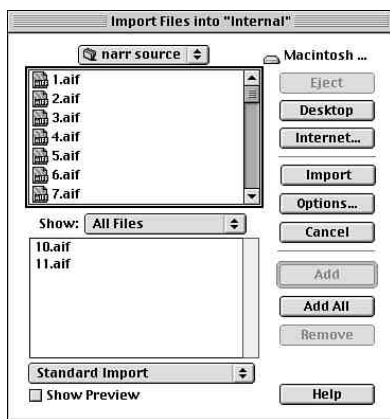 Import Files into "Internal"
narr source
Macintosh ...
1.aif
2.aif
3.aif
4.aif
5.aif
6.aif
7.aif
Eject
Desktop
Internet...
Import
Options...
Cancel
Show: All Files
10.aif
11.aif
Add
Add All
Remove
Standard Import
Show Preview
Help